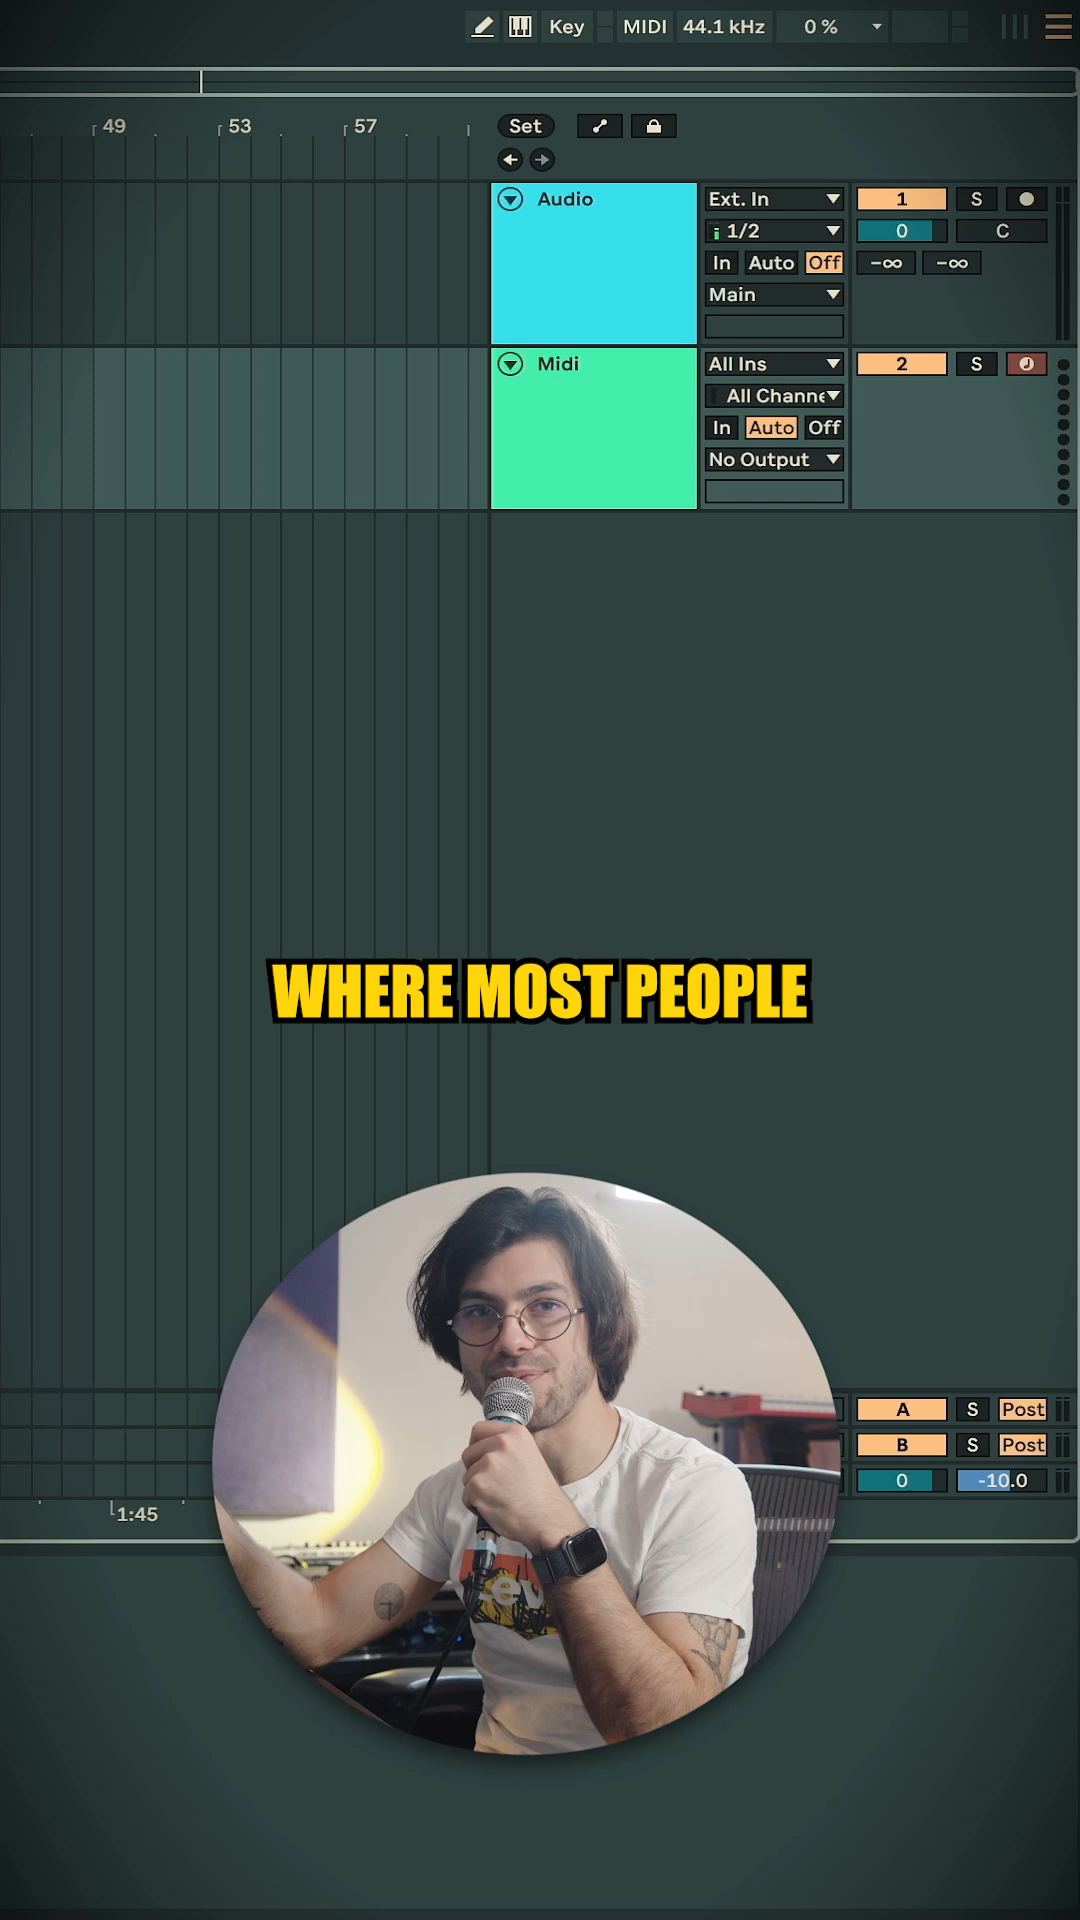 Key MIDI 44.1 kHz 0 %
49 53 57 Set
Audio Ext. In 1 S
1/2 0 C
In Auto Off -∞ -∞
Main
Midi All Ins 2 S
All Channe
In Auto Off
No Output
WHERE MOST PEOPLE
A S Post
B S Post
0 -10.0
1:45
Lev